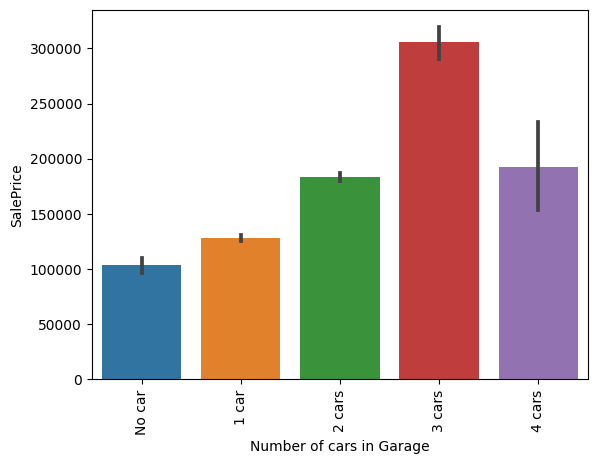 300000
250000
200000
150000
100000
50000
0
SalePrice
No car
1 car
2 cars
3 cars
4 cars
Number of cars in Garage